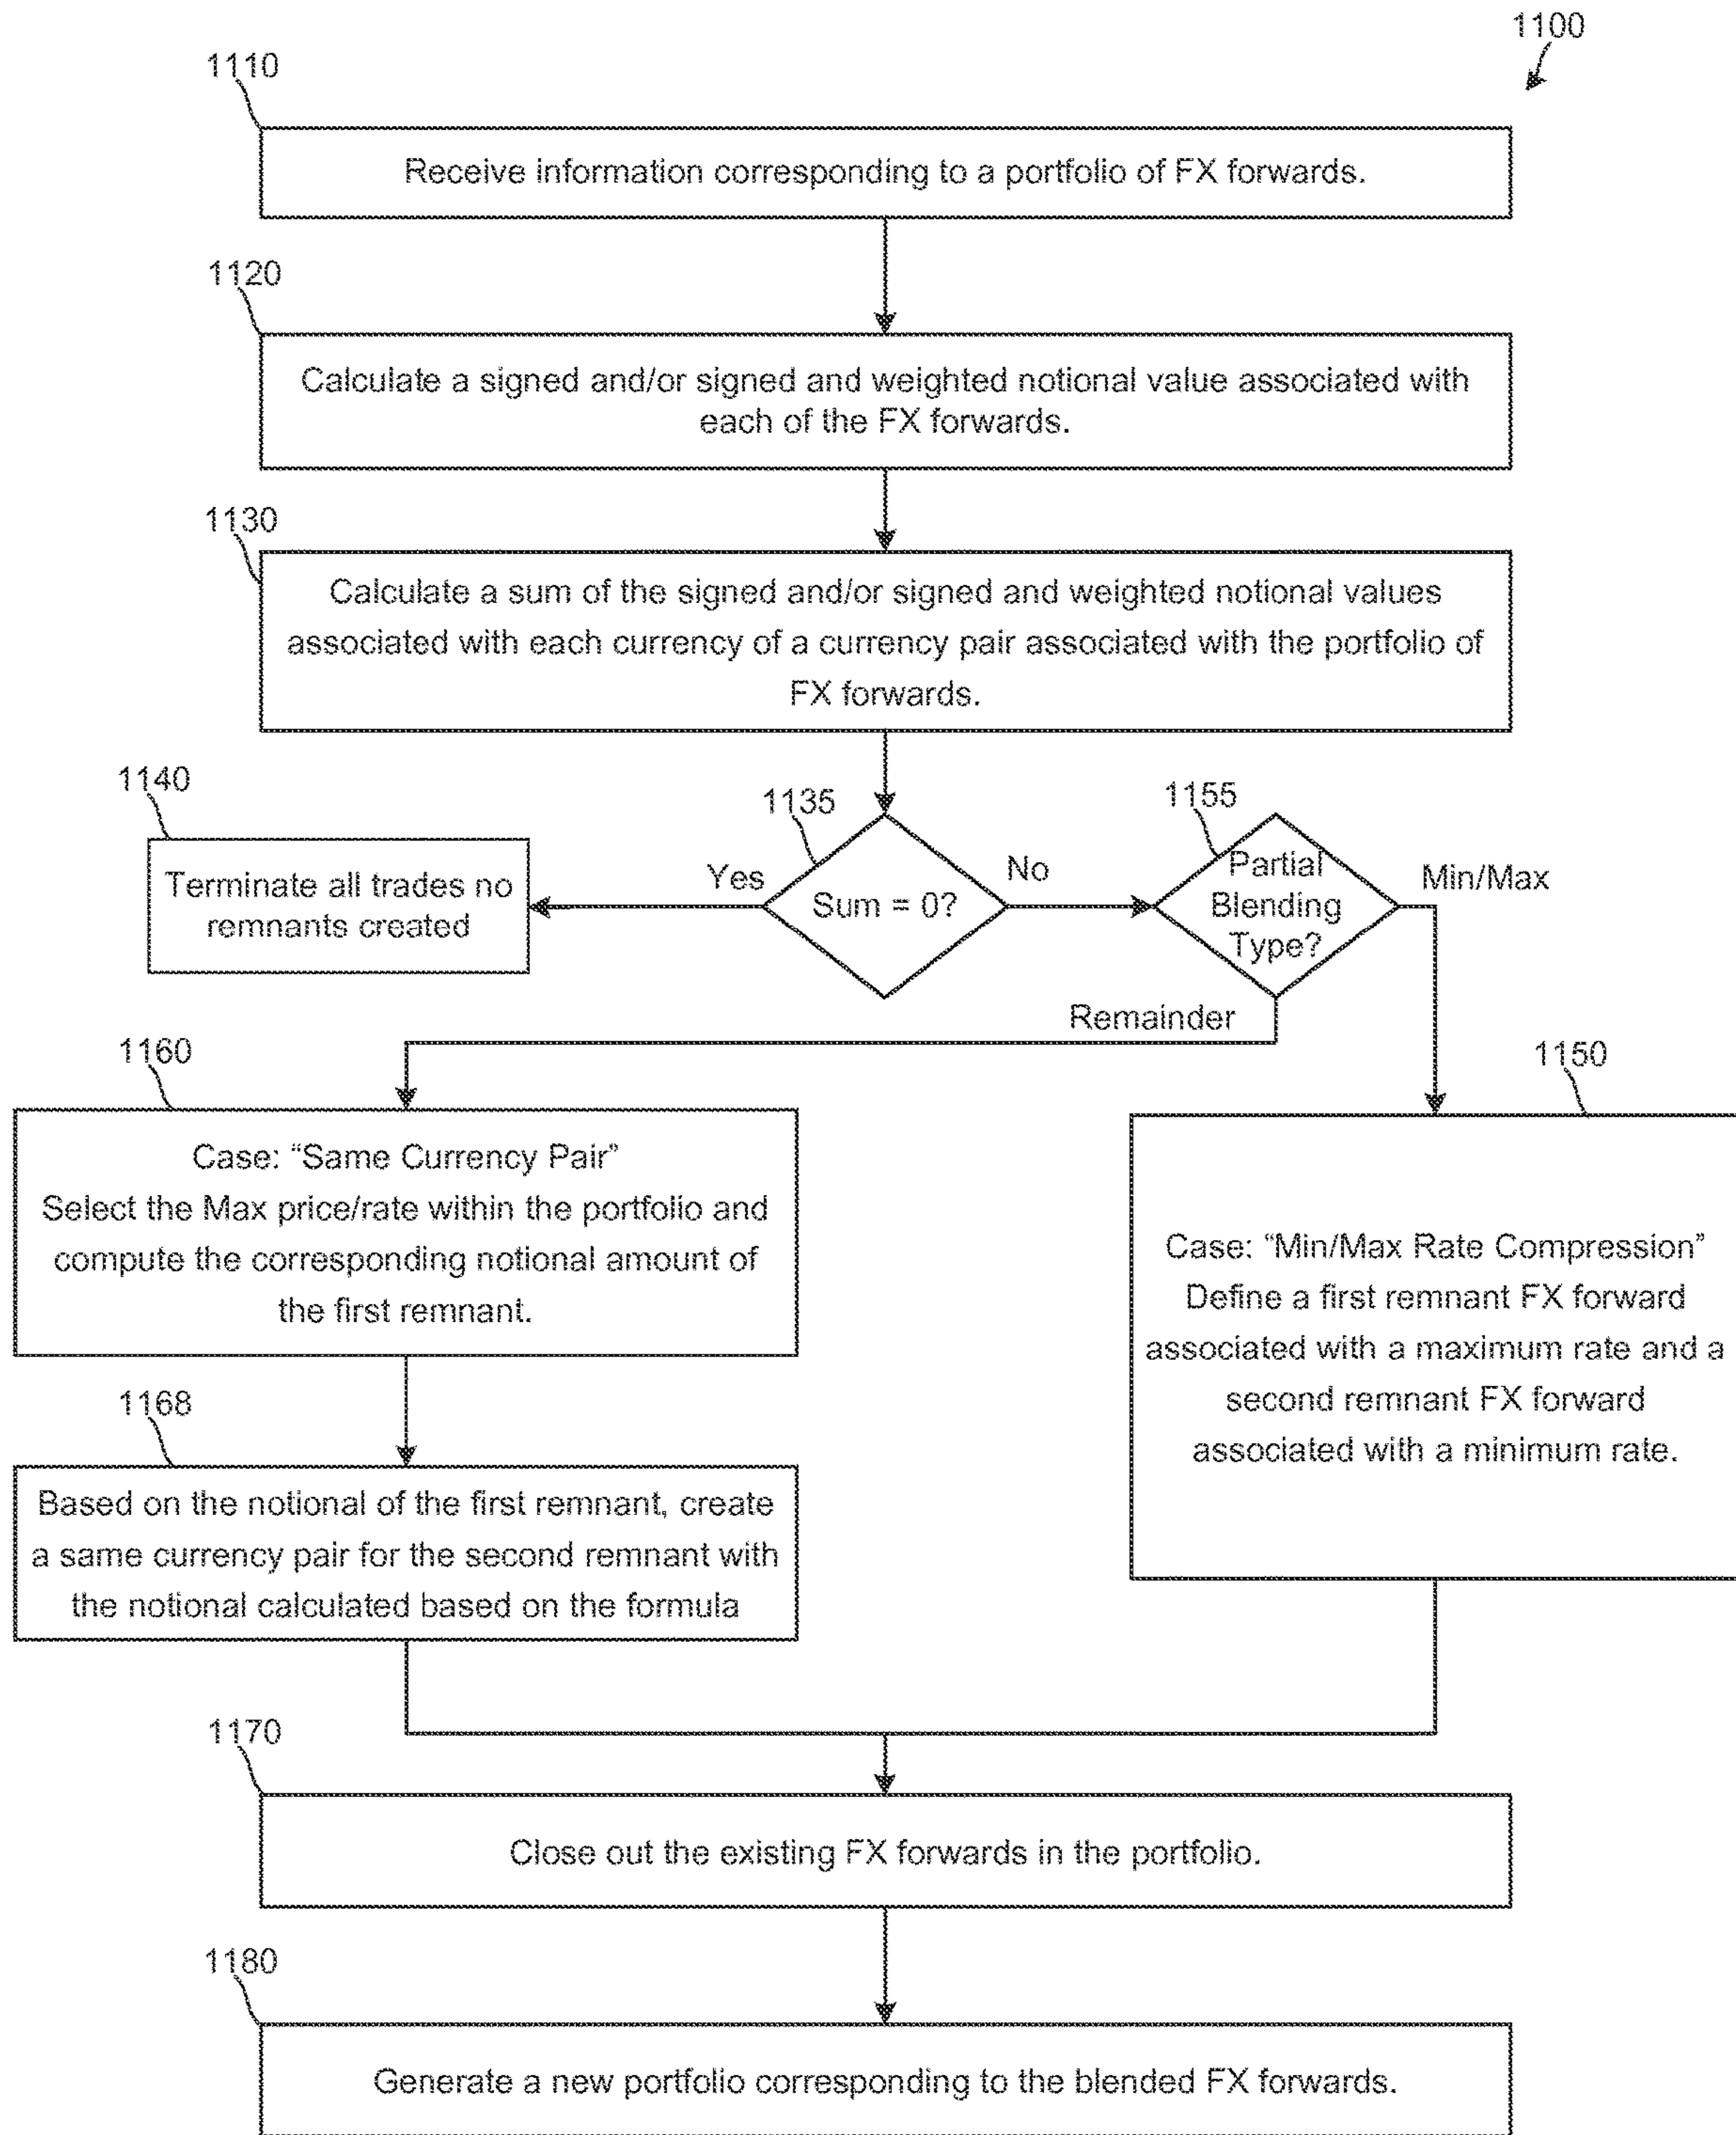 1100
1110
Receive information corresponding to a portfolio of FX forwards.
1120
Calculate a signed and/or signed and weighted notional value associated with
each of the FX forwards.
1130
Calculate a sum of the signed and/or signed and weighted notional values
associated with each currency of a currency pair associated with the portfolio of
FX forwards.
1140
Terminate all trades no
remnants created
Yes
1135
Sum = 0?
No
1155
Partial
Blending
Type?
Min/Max
Remainder
1160
Case: “Same Currency Pair”
Select the Max price/rate within the portfolio and
compute the corresponding notional amount of
the first remnant.
1150
Case: “Min/Max Rate Compression”
Define a first remnant FX forward
associated with a maximum rate and a
second remnant FX forward
associated with a minimum rate.
1168
Based on the notional of the first remnant, create
a same currency pair for the second remnant with
the notional calculated based on the formula
1170
Close out the existing FX forwards in the portfolio.
1180
Generate a new portfolio corresponding to the blended FX forwards.